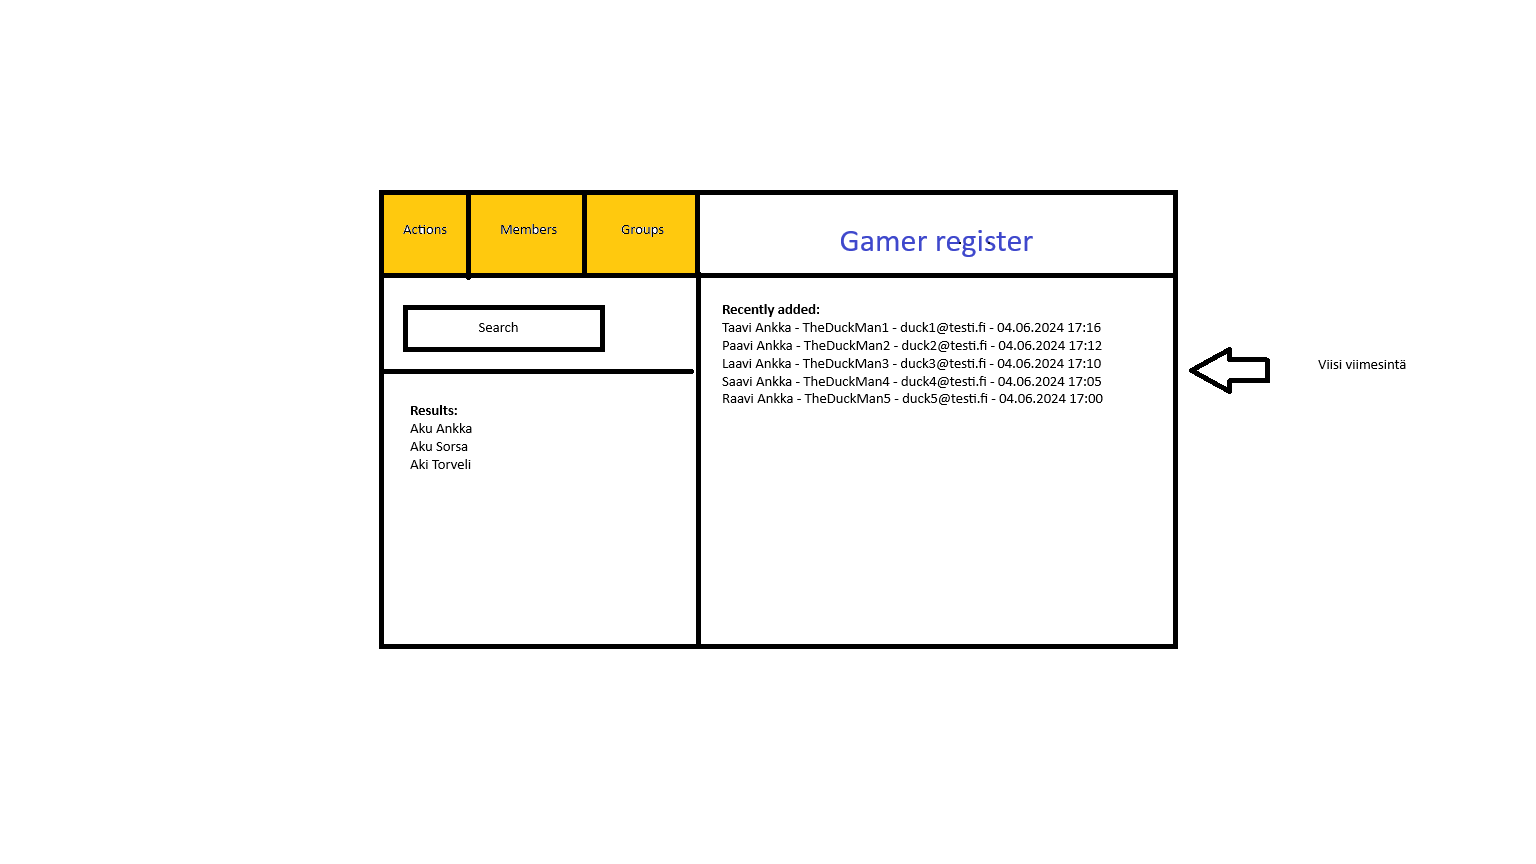 Actions
Members
Groups
Gamer register
Search
Results:
Aku Ankka
Aku Sorsa
Aki Torveli
Recently added:
Taavi Ankka - TheDuckMan1 - duck1@testi.fi - 04.06.2024 17:16
Paavi Ankka - TheDuckMan2 - duck2@testi.fi - 04.06.2024 17:12
Laavi Ankka - TheDuckMan3 - duck3@testi.fi - 04.06.2024 17:10
Saavi Ankka - TheDuckMan4 - duck4@testi.fi - 04.06.2024 17:05
Raavi Ankka - TheDuckMan5 - duck5@testi.fi - 04.06.2024 17:00
Viisi viimesintä